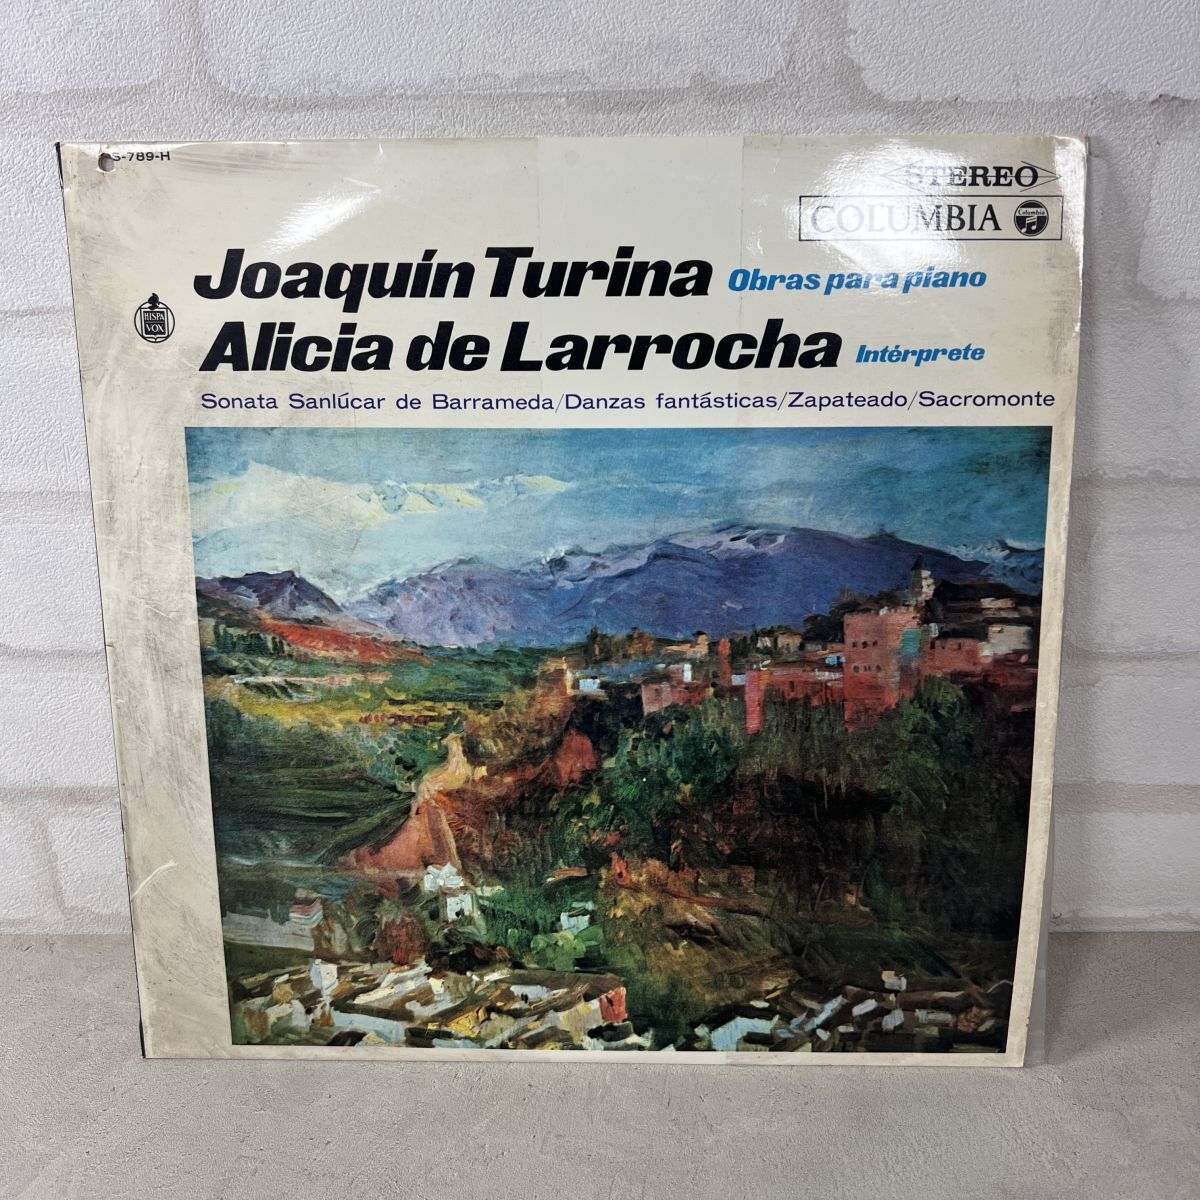 S-789-H
STEREO
COLUMBIA
Columbia
Joaquín Turina Obras para piano
HISPA
VOX
Alicia de Larrocha Intérprete
Sonata Sanlúcar de Barrameda/Danzas fantásticas/Zapateado/Sacromonte